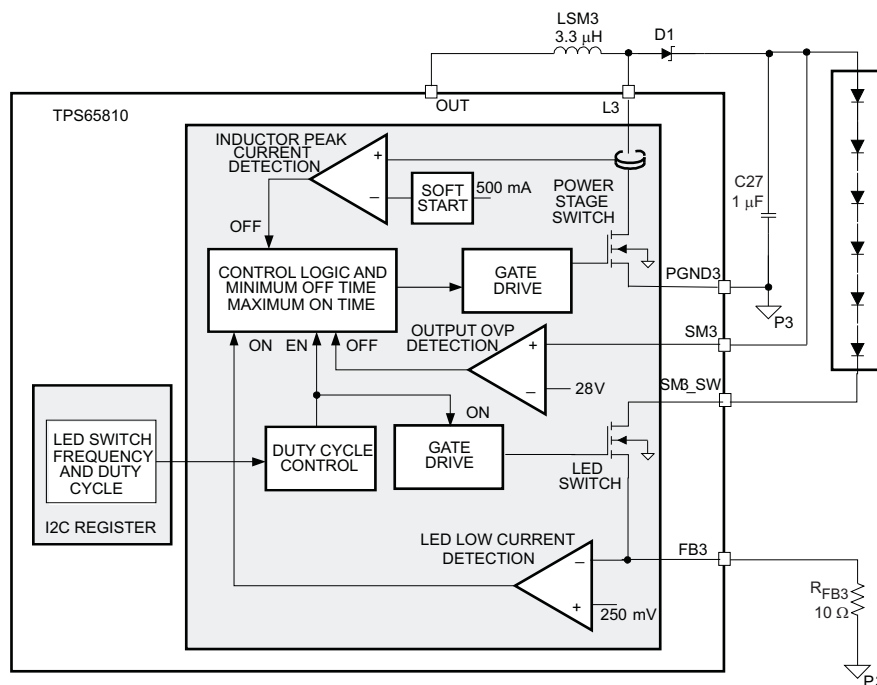 LSM3
3.3 μH
D1
TPS65810
OUT
L3
INDUCTOR PEAK
CURRENT
DETECTION
+
–
SOFT
START
500 mA
POWER
STAGE
SWITCH
C27
1 μF
OFF
CONTROL LOGIC AND
MINIMUM OFF TIME
MAXIMUM ON TIME
GATE
DRIVE
PGND3
P3
ON
EN
OFF
OUTPUT OVP
DETECTION
+
–
28V
SM3
SM3_SW
ON
LED SWITCH
FREQUENCY
AND DUTY
CYCLE
I2C REGISTER
DUTY CYCLE
CONTROL
GATE
DRIVE
LED
SWITCH
LED LOW CURRENT
DETECTION
–
+
250 mV
FB3
RFB3
10 Ω